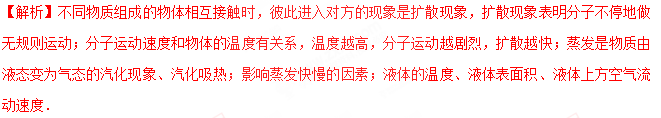 【解析】不同物质组成的物体相互接触时，彼此进入对方的现象是扩散现象，扩散现象表明分子不停地做
无规则运动；分子运动速度和物体的温度有关系，温度越高，分子运动越剧烈，扩散越快；蒸发是物质由
液态变为气态的汽化现象、汽化吸热；影响蒸发快慢的因素；液体的温度、液体表面积、液体上方空气流
动速度．